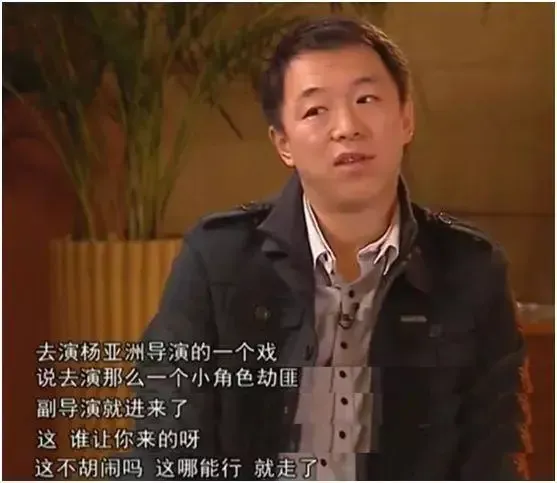 去演杨亚洲导演的一个戏
说去演那么一个小角色劫匪
副导演就进来了
这 谁让你来的呀
这不胡闹吗 这哪能行 就走了